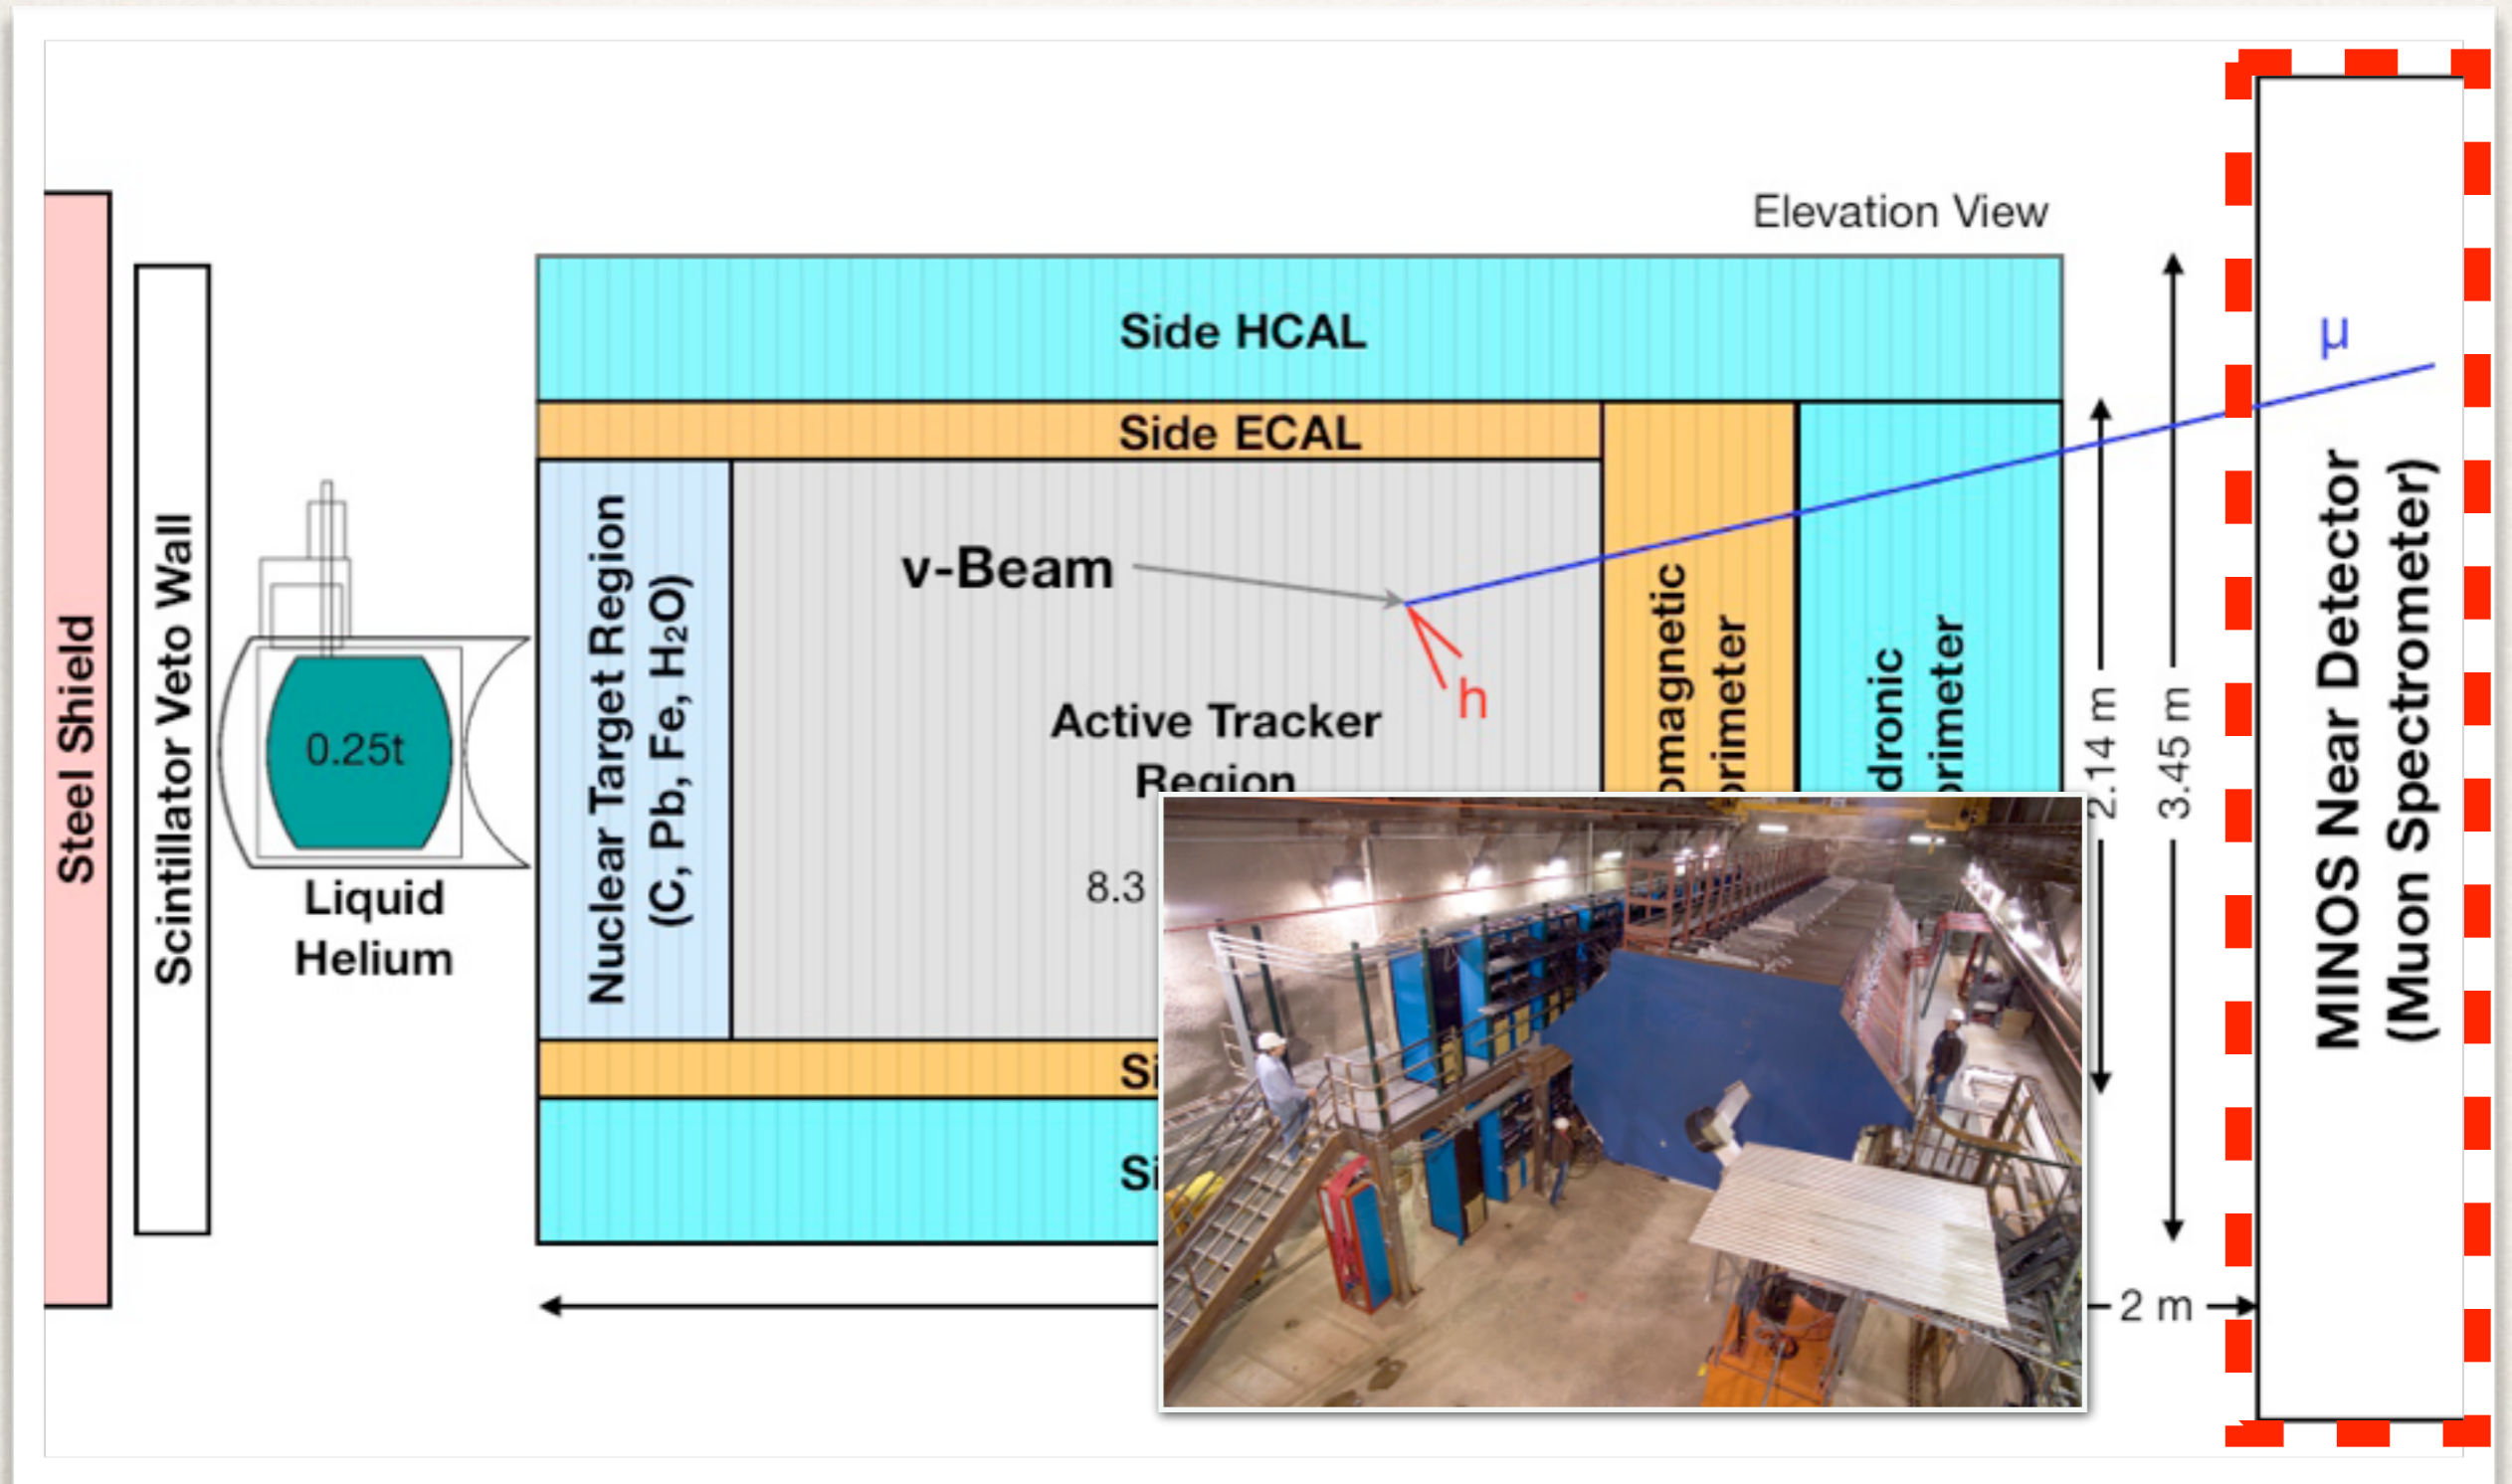 Elevation View
Side HCAL
Side ECAL
Steel Shield
Scintillator Veto Wall
0.25t
Liquid
Helium
Nuclear Target Region
(C, Pb, Fe, H₂O)
ν-Beam
h
μ
Active Tracker
Region
8.3
omagnetic
dronic
2.14 m
3.45 m
MINOS Near Detector
(Muon Spectrometer)
Si
Si
2 m